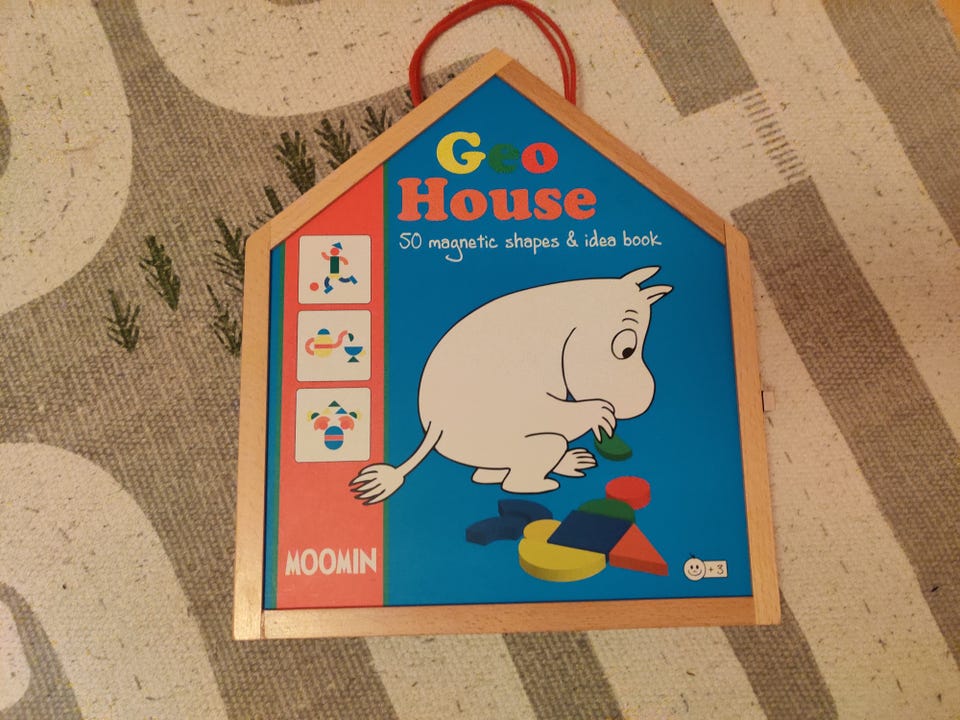 Geo
House
50 magnetic shapes & idea book
MOOMIN
+3